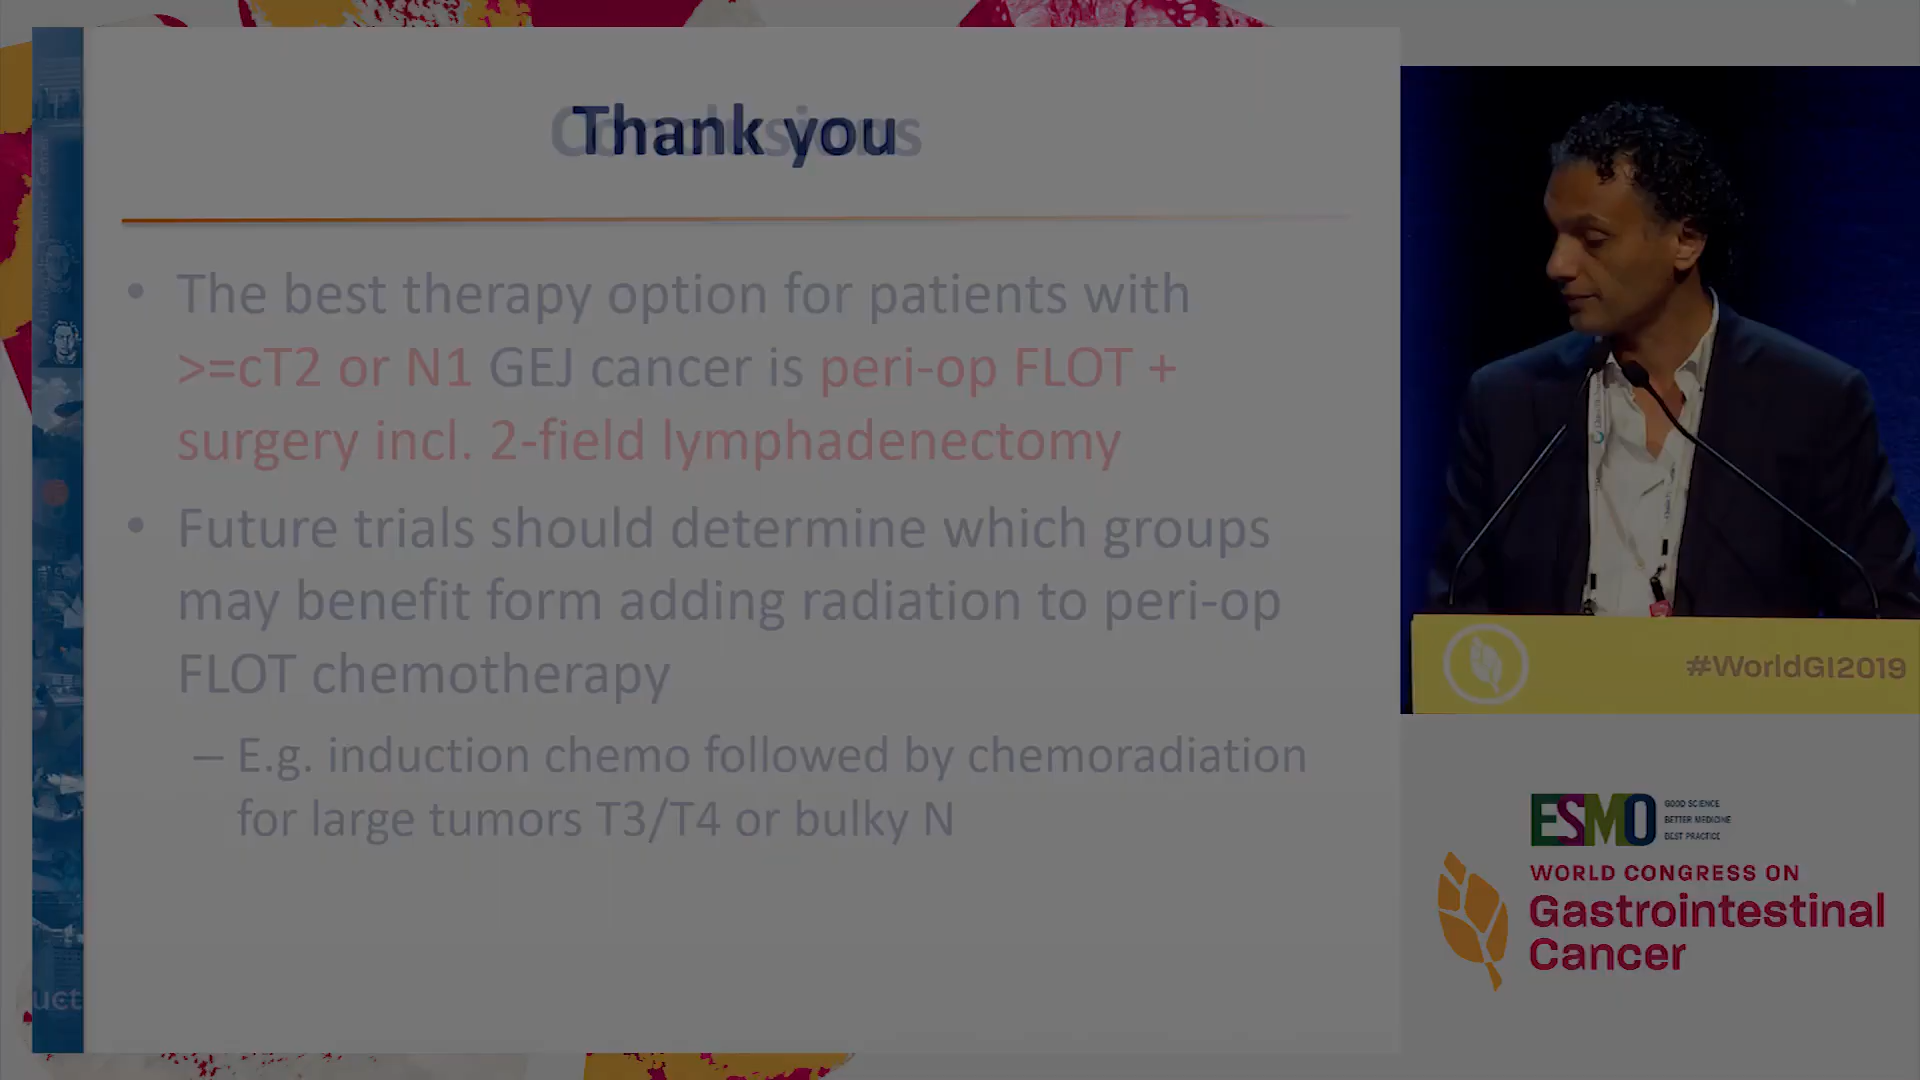 Thank you
Conclusions
• The best therapy option for patients with
>=cT2 or N1 GEJ cancer is peri-op FLOT +
surgery incl. 2-field lymphadenectomy
• Future trials should determine which groups
may benefit form adding radiation to peri-op
FLOT chemotherapy
– E.g. induction chemo followed by chemoradiation
for large tumors T3/T4 or bulky N
uct
#WorldGI2019
ESMO
GOOD SCIENCE
BETTER MEDICINE
BEST PRACTICE
WORLD CONGRESS ON
Gastrointestinal
Cancer